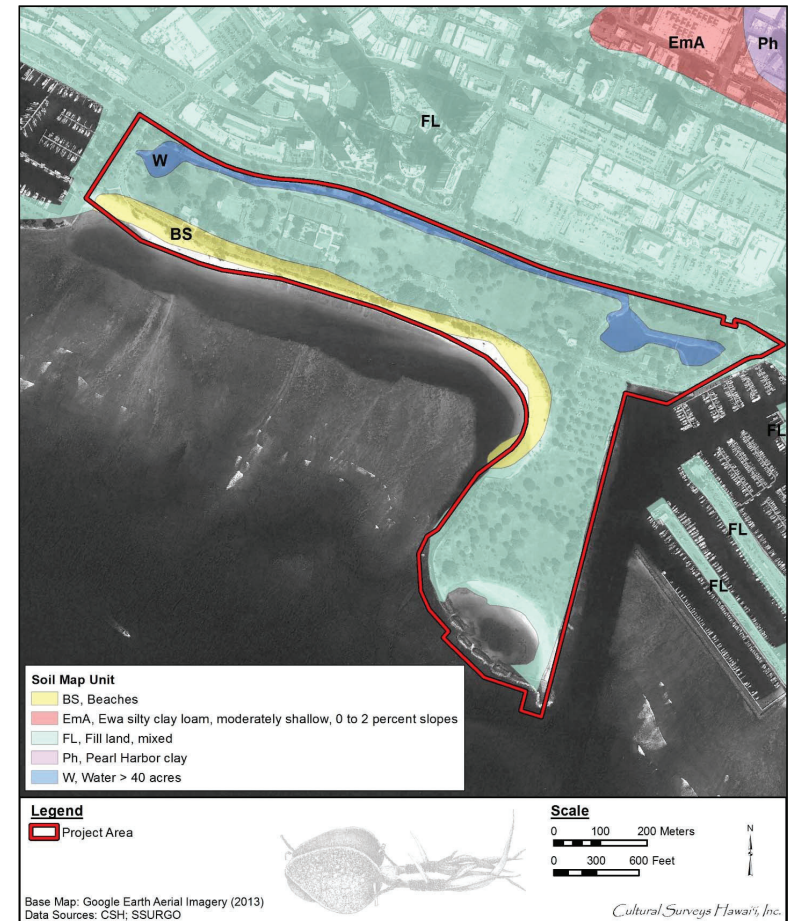 EmA
Ph
FL
W
BS
FL
FL
FL
Soil Map Unit
BS, Beaches
EmA, Ewa silty clay loam, moderately shallow, 0 to 2 percent slopes
FL, Fill land, mixed
Ph, Pearl Harbor clay
W, Water > 40 acres
Legend
Project Area
Scale
0 100 200 Meters
0 300 600 Feet
N
Base Map: Google Earth Aerial Imagery (2013)
Data Sources: CSH; SSURGO
Cultural Surveys Hawai'i, Inc.